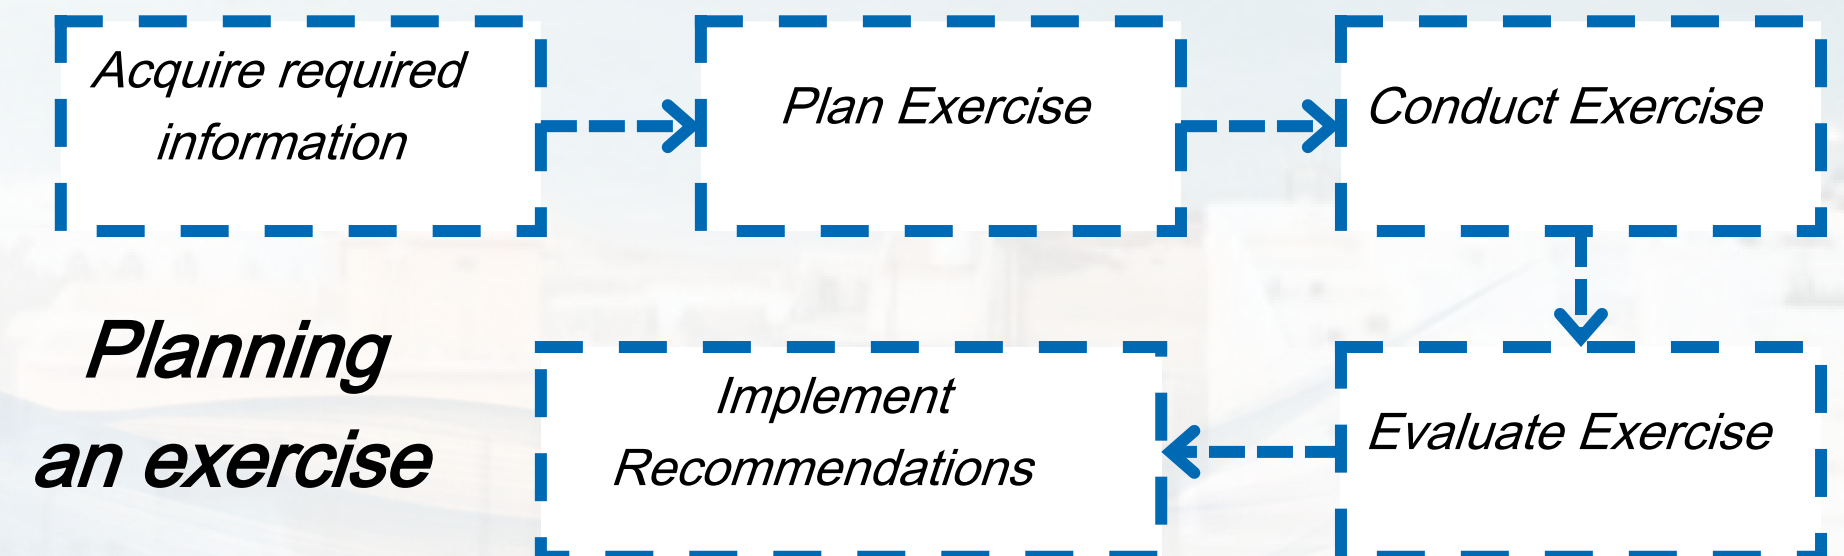 Acquire required
information
Plan Exercise
Conduct Exercise
Planning
an exercise
Implement
Recommendations
Evaluate Exercise